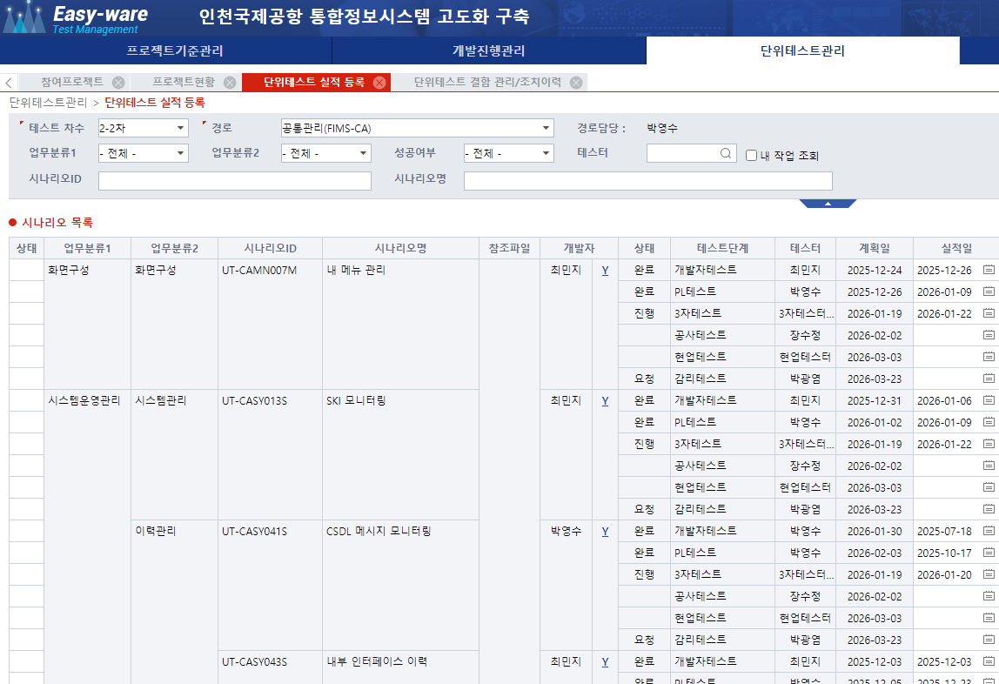 Easy-ware
Test Management
인천국제공항 통합정보시스템 고도화 구축
프로젝트기준관리 개발진행관리 단위테스트관리
참여프로젝트 프로젝트현황 단위테스트 실적 등록 단위테스트 결함 관리/조치이력
단위테스트관리 > 단위테스트 실적 등록
테스트 차수 2-2차 경로 공통관리(FIMS-CA) 경로담당 : 박영수
업무분류1 - 전체 - 업무분류2 - 전체 - 성공여부 - 전체 - 테스터 내 작업 조회
시나리오ID 시나리오명
시나리오 목록
상태 업무분류1 업무분류2 시나리오ID 시나리오명 참조파일 개발자 상태 테스트단계 테스터 계획일 실적일
화면구성 화면구성 UT-CAMN007M 내 메뉴 관리 최민지 Y 완료 개발자테스트 최민지 2025-12-24 2025-12-26
완료 PL테스트 박영수 2025-12-26 2026-01-09
진행 3자테스트 3자테스터... 2026-01-19 2026-01-22
공사테스트 장수정 2026-02-02
현업테스트 현업테스터 2026-03-03
요청 감리테스트 박광염 2026-03-23
시스템운영관리 시스템관리 UT-CASY013S SKI 모니터링 최민지 Y 완료 개발자테스트 최민지 2025-12-31 2026-01-06
완료 PL테스트 박영수 2026-01-02 2026-01-09
진행 3자테스트 3자테스터... 2026-01-19 2026-01-22
공사테스트 장수정 2026-02-02
현업테스트 현업테스터 2026-03-03
요청 감리테스트 박광염 2026-03-23
이력관리 UT-CASY041S CSDL 메시지 모니터링 박영수 Y 완료 개발자테스트 박영수 2026-01-30 2025-07-18
완료 PL테스트 박영수 2026-02-03 2025-10-17
진행 3자테스트 3자테스터... 2026-01-19 2026-01-20
공사테스트 장수정 2026-02-02
현업테스트 현업테스터 2026-03-03
요청 감리테스트 박광염 2026-03-23
UT-CASY043S 내부 인터페이스 이력 최민지 Y 완료 개발자테스트 최민지 2025-12-03 2025-12-03
완료 PL테스트 박영수 2025-12-05 2025-12-23